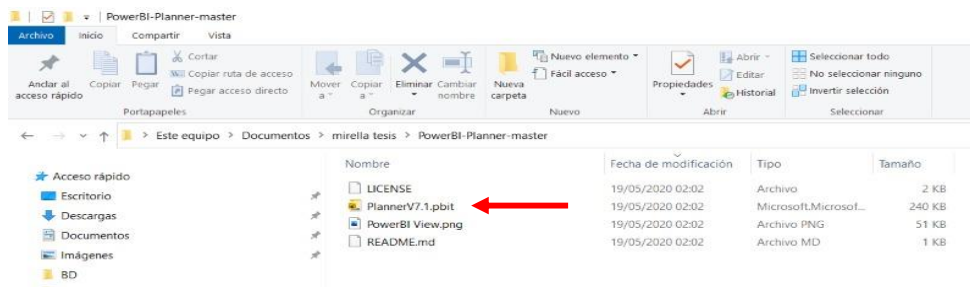 PowerBI-Planner-master
Archivo Inicio Compartir Vista
Anclar al acceso rápido
Copiar
Pegar
Cortar
Copiar ruta de acceso
Pegar acceso directo
Portapapeles
Mover a
Copiar a
Eliminar
Cambiar nombre
Organizar
Nueva carpeta
Nuevo elemento
Fácil acceso
Nuevo
Propiedades
Abrir
Editar
Historial
Abrir
Seleccionar todo
No seleccionar ninguno
Invertir selección
Seleccionar
Este equipo > Documentos > mirella tesis > PowerBI-Planner-master
Acceso rápido
Escritorio
Descargas
Documentos
Imágenes
BD
Nombre Fecha de modificación Tipo Tamaño
LICENSE 19/05/2020 02:02 Archivo 2 KB
PlannerV7.1.pbit 19/05/2020 02:02 Microsoft.Microsof... 240 KB
PowerBI View.png 19/05/2020 02:02 Archivo PNG 51 KB
README.md 19/05/2020 02:02 Archivo MD 1 KB